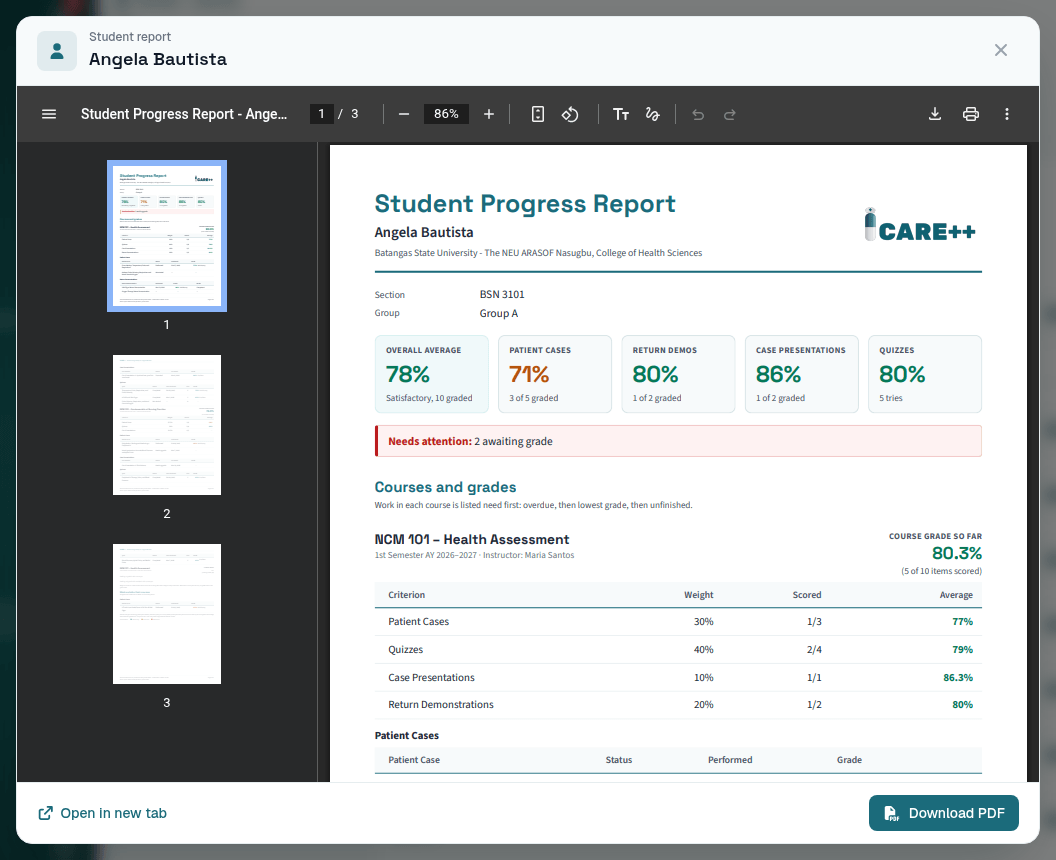 Student report
Angela Bautista
Student Progress Report - Ange...
1 / 3
86%
Student Progress Report
Angela Bautista
Batangas State University - The NEU ARASOF Nasugbu, College of Health Sciences
CARE++
Section BSN 3101
Group Group A
OVERALL AVERAGE
78%
Satisfactory, 10 graded
PATIENT CASES
71%
3 of 5 graded
RETURN DEMOS
80%
1 of 2 graded
CASE PRESENTATIONS
86%
1 of 2 graded
QUIZZES
80%
5 tries
Needs attention: 2 awaiting grade
Courses and grades
Work in each course is listed need first: overdue, then lowest grade, then unfinished.
NCM 101 – Health Assessment
1st Semester AY 2026–2027 · Instructor: Maria Santos
COURSE GRADE SO FAR
80.3%
(5 of 10 items scored)
Criterion Weight Scored Average
Patient Cases 30% 1/3 77%
Quizzes 40% 2/4 79%
Case Presentations 10% 1/1 86.3%
Return Demonstrations 20% 1/2 80%
Patient Cases
Patient Case Status Performed Grade
1
2
3
Open in new tab
Download PDF